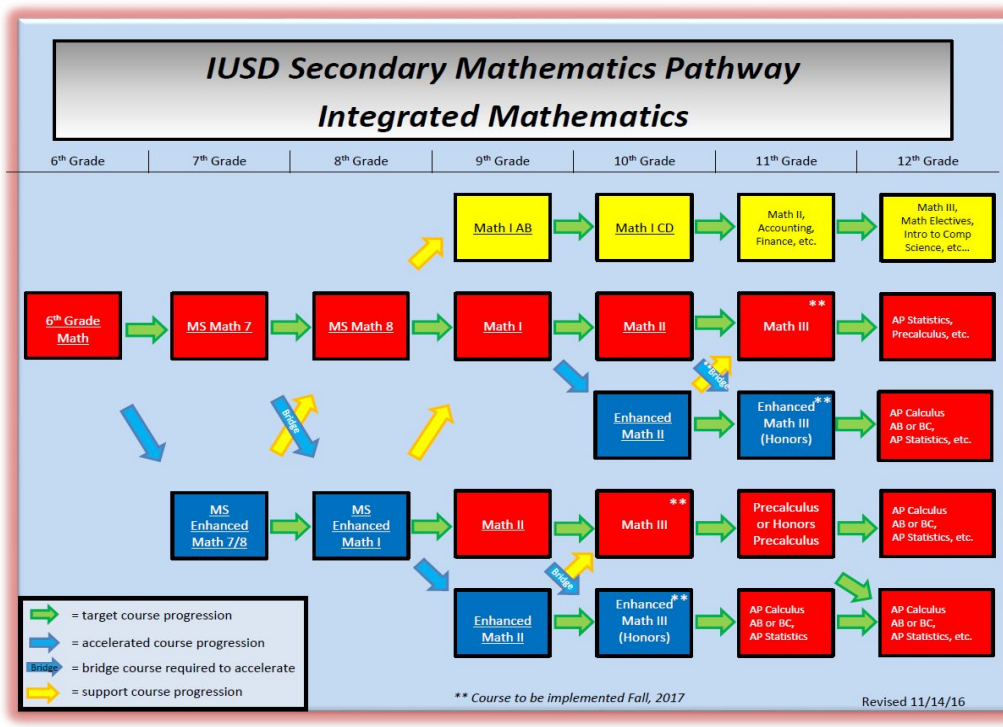 IUSD Secondary Mathematics Pathway
Integrated Mathematics
6th Grade
7th Grade
8th Grade
9th Grade
10th Grade
11th Grade
12th Grade
Math I AB
Math I CD
Math II,
Accounting,
Finance, etc.
Math III,
Math Electives,
Intro to Comp
Science, etc...
6th Grade
Math
MS Math 7
MS Math 8
Math I
Math II
**
Math III
AP Statistics,
Precalculus, etc.
Bridge
**Bridge
Enhanced
Math II
Enhanced **
Math III
(Honors)
AP Calculus
AB or BC,
AP Statistics, etc.
MS
Enhanced
Math 7/8
MS
Enhanced
Math I
Math II
**
Math III
Precalculus
or Honors
Precalculus
AP Calculus
AB or BC,
AP Statistics, etc.
Bridge
Enhanced
Math II
Enhanced **
Math III
(Honors)
AP Calculus
AB or BC,
AP Statistics
AP Calculus
AB or BC,
AP Statistics, etc.
= target course progression
= accelerated course progression
Bridge = bridge course required to accelerate
= support course progression
** Course to be implemented Fall, 2017
Revised 11/14/16